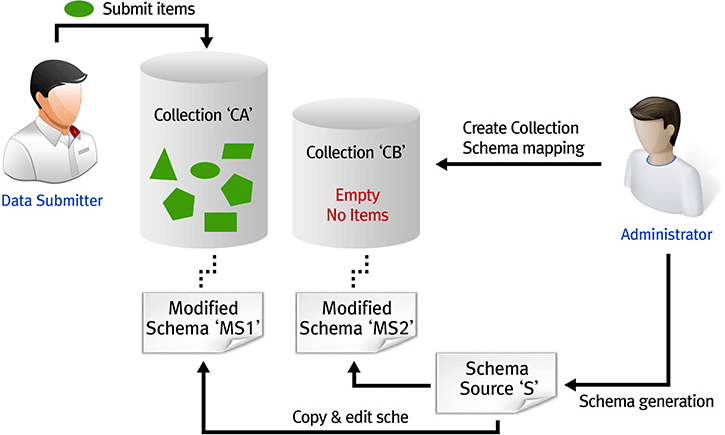 Submit items
Collection 'CA'
Collection 'CB'
Empty
No Items
Create Collection
Schema mapping
Data Submitter
Administrator
Modified
Schema 'MS1'
Modified
Schema 'MS2'
Schema
Source 'S'
Schema generation
Copy & edit sche